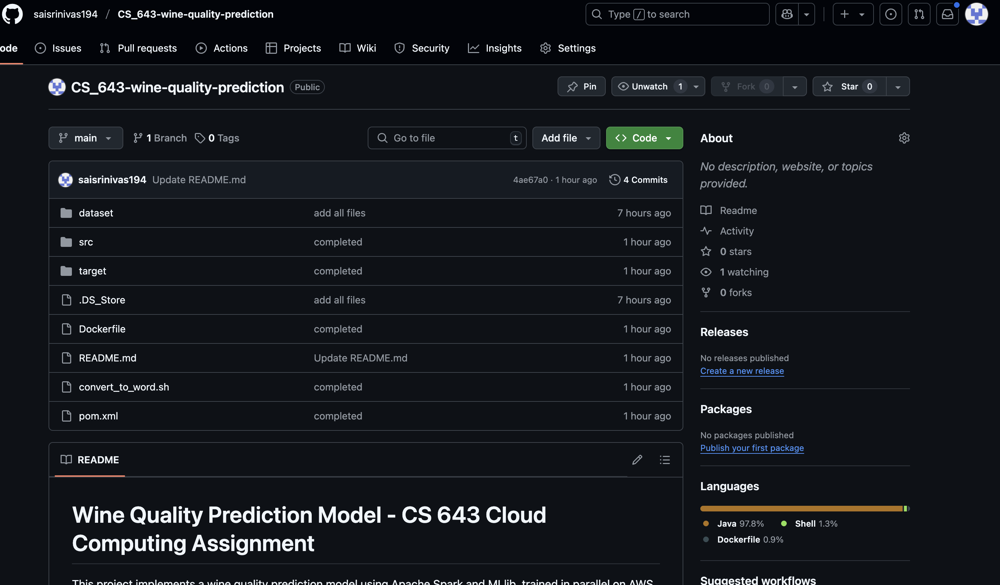 saisrinivas194 / CS_643-wine-quality-prediction
Type / to search
ode Issues Pull requests Actions Projects Wiki Security Insights Settings
CS_643-wine-quality-prediction Public
Pin Unwatch 1 Fork 0 Star 0
main 1 Branch 0 Tags Go to file t Add file <> Code
saisrinivas194 Update README.md 4ae67a0 · 1 hour ago 4 Commits
dataset add all files 7 hours ago
src completed 1 hour ago
target completed 1 hour ago
.DS_Store add all files 7 hours ago
Dockerfile completed 1 hour ago
README.md Update README.md 1 hour ago
convert_to_word.sh completed 1 hour ago
pom.xml completed 1 hour ago
README
Wine Quality Prediction Model - CS 643 Cloud
Computing Assignment
This project implements a wine quality prediction model using Apache Spark and MLlib, trained in parallel on AWS
About
No description, website, or topics
provided.
Readme
Activity
0 stars
1 watching
0 forks
Releases
No releases published
Create a new release
Packages
No packages published
Publish your first package
Languages
Java 97.8% Shell 1.3%
Dockerfile 0.9%
Suggested workflows